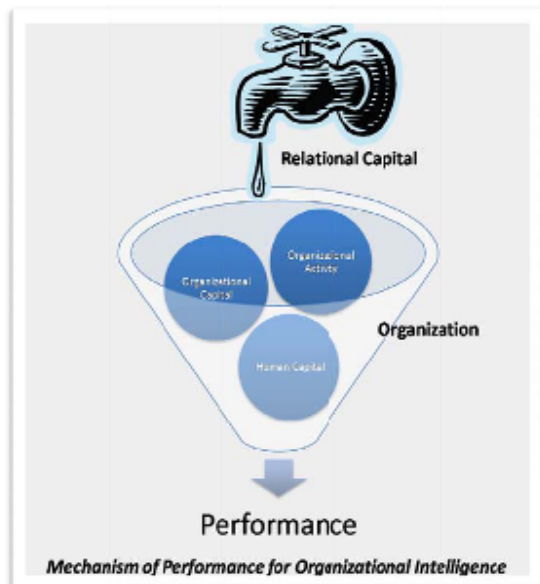 Relational Capital
Organizational
Activity
Organizational
Capital
Organization
Human Capital
Performance
Mechanism of Performance for Organizational Intelligence